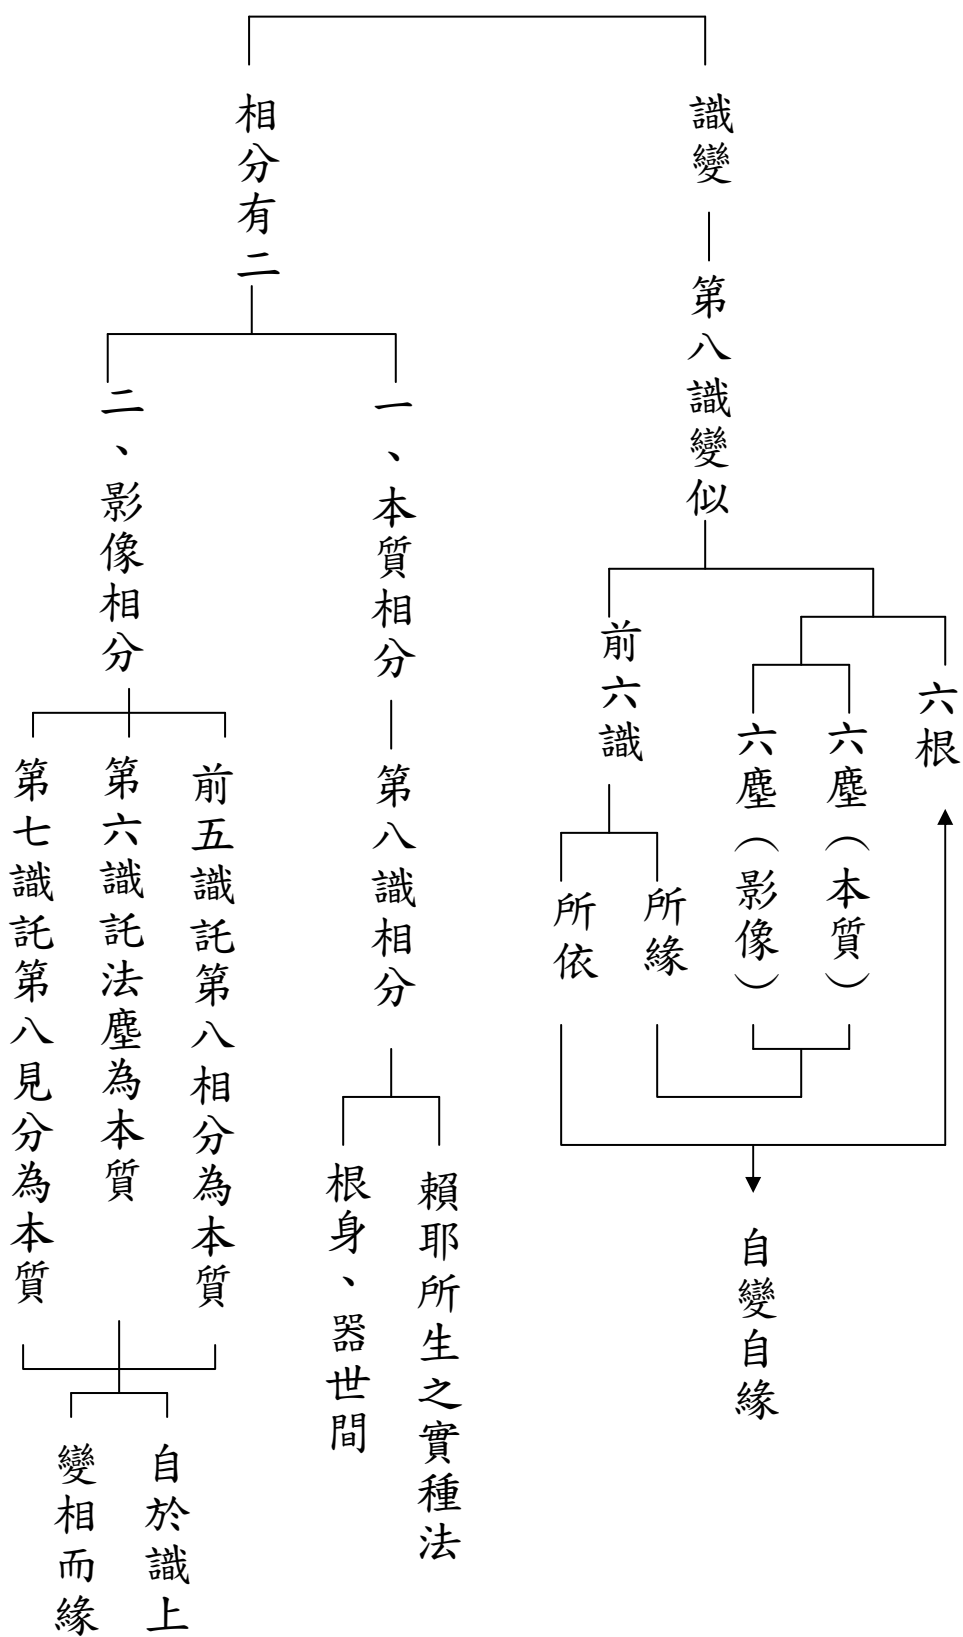 識變
第八識變似
六根
六塵（本質）
六塵（影像）
前六識
所緣
所依
自變自緣
相分有二
一、本質相分
第八識相分
賴耶所生之實種法
根身、器世間
二、影像相分
前五識託第八相分為本質
第六識託法塵為本質
第七識託第八見分為本質
自於識上
變相而緣